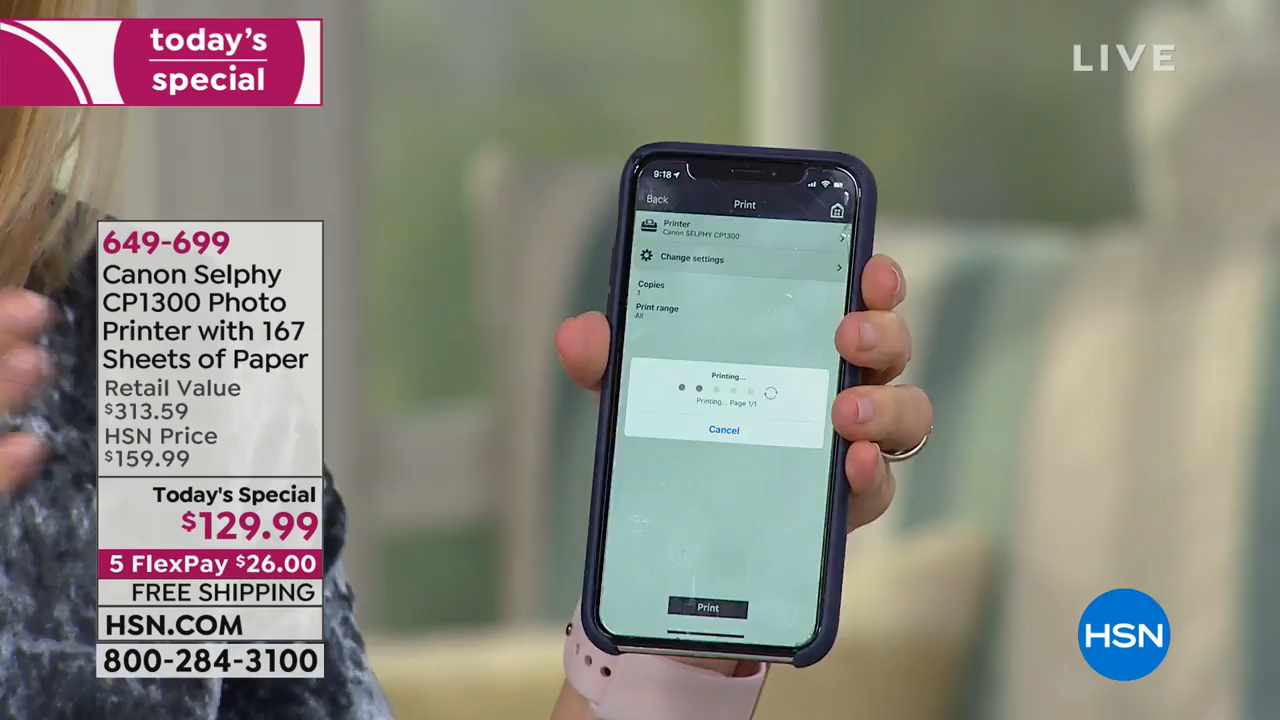 today's
special
LIVE
649-699
Canon Selphy
CP1300 Photo
Printer with 167
Sheets of Paper
Retail Value
$313.59
HSN Price
$159.99
Today's Special
$129.99
5 FlexPay $26.00
FREE SHIPPING
HSN.COM
800-284-3100
9:18
Back
Print
Printer
Canon SELPHY CP1300
Change settings
Copies
1
Print range
All
Printing...
Printing... Page 1/1
Cancel
Print
HSN